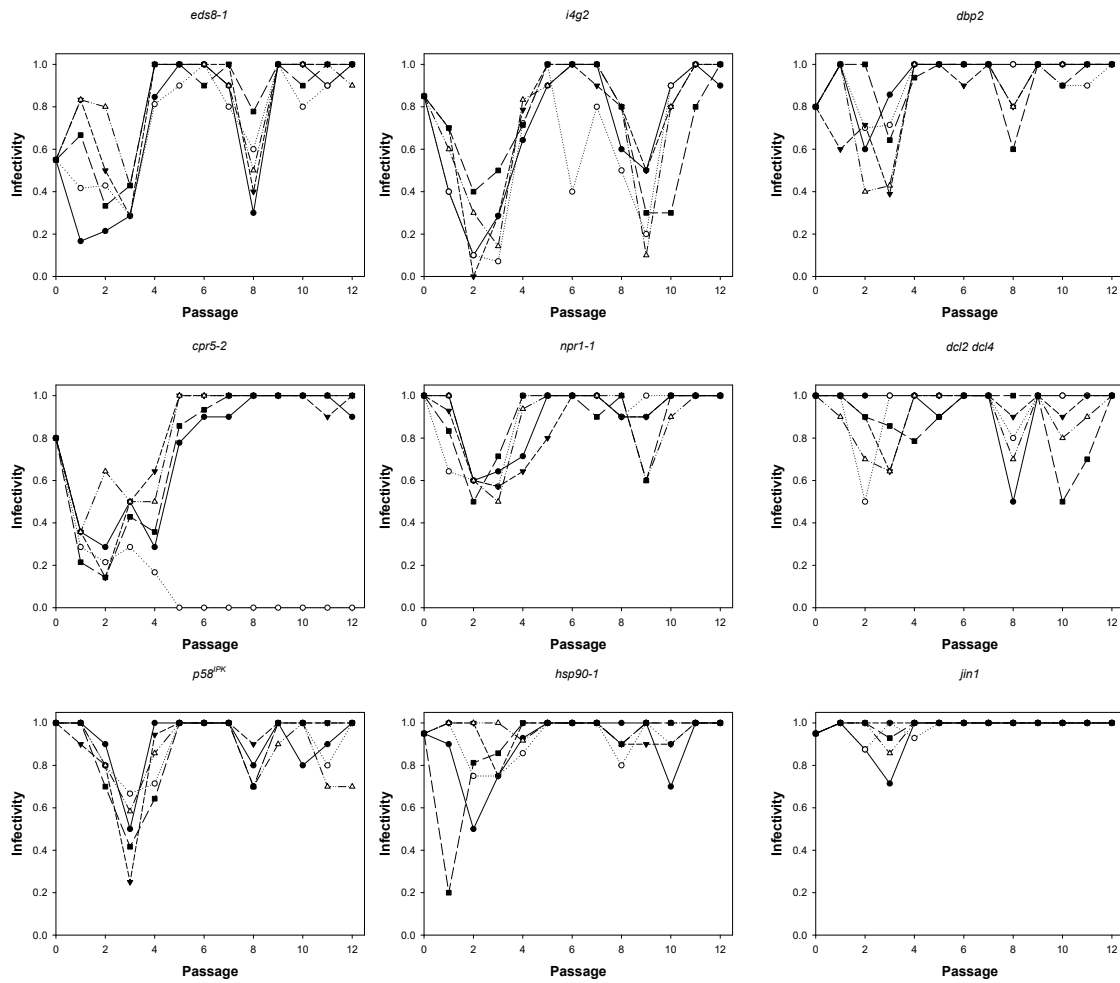 eds8-1 i4g2 dbp2
1.0 1.0 1.0
0.8 0.8 0.8
0.6 0.6 0.6
0.4 0.4 0.4
0.2 0.2 0.2
0.0 0.0 0.0
Infectivity Infectivity Infectivity
0 2 4 6 8 10 12 0 2 4 6 8 10 12 0 2 4 6 8 10 12
Passage Passage Passage
cpr5-2 npr1-1 dcl2 dcl4
1.0 1.0 1.0
0.8 0.8 0.8
0.6 0.6 0.6
0.4 0.4 0.4
0.2 0.2 0.2
0.0 0.0 0.0
Infectivity Infectivity Infectivity
0 2 4 6 8 10 12 0 2 4 6 8 10 12 0 2 4 6 8 10 12
Passage Passage Passage
p58IPK hsp90-1 jin1
1.0 1.0 1.0
0.8 0.8 0.8
0.6 0.6 0.6
0.4 0.4 0.4
0.2 0.2 0.2
0.0 0.0 0.0
Infectivity Infectivity Infectivity
0 2 4 6 8 10 12 0 2 4 6 8 10 12 0 2 4 6 8 10 12
Passage Passage Passage